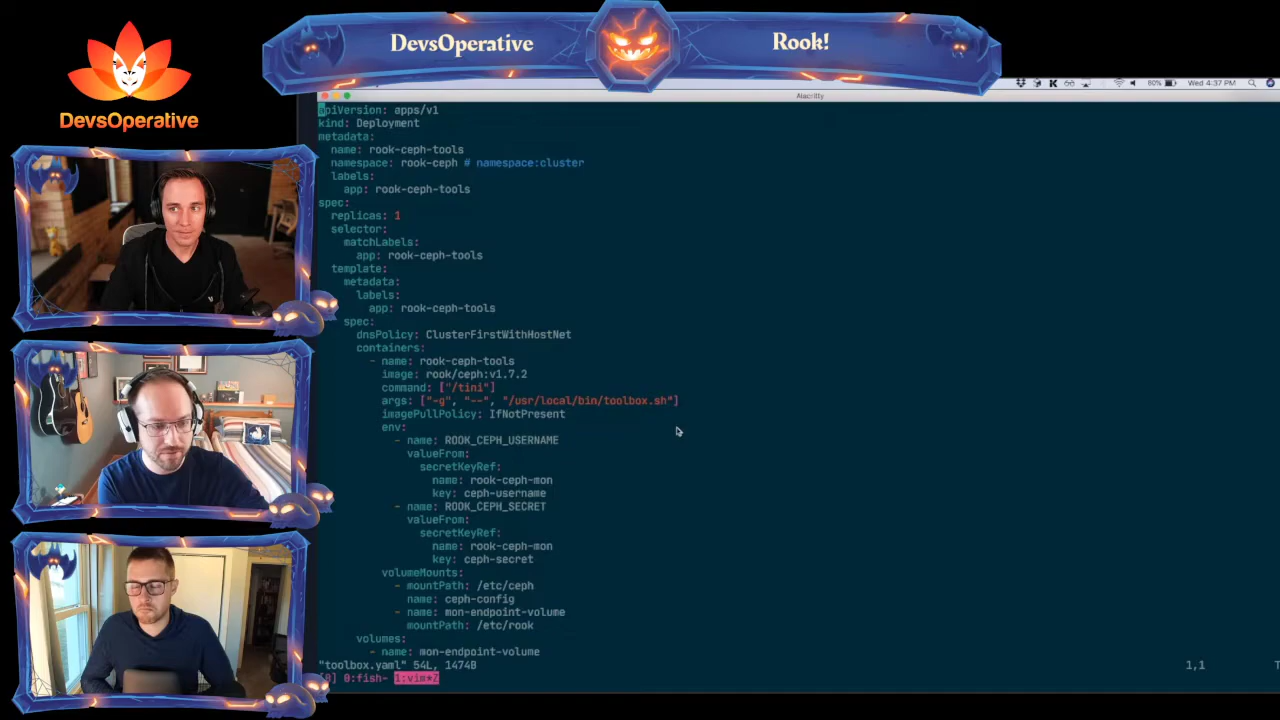 DevsOperative
Rook!
DevsOperative
80%
Wed 4:37 PM
Alacritty
apiVersion: apps/v1
kind: Deployment
metadata:
  name: rook-ceph-tools
  namespace: rook-ceph # namespace:cluster
  labels:
    app: rook-ceph-tools
spec:
  replicas: 1
  selector:
    matchLabels:
      app: rook-ceph-tools
  template:
    metadata:
      labels:
        app: rook-ceph-tools
    spec:
      dnsPolicy: ClusterFirstWithHostNet
      containers:
        - name: rook-ceph-tools
          image: rook/ceph:v1.7.2
          command: ["/tini"]
          args: ["-g", "--", "/usr/local/bin/toolbox.sh"]
          imagePullPolicy: IfNotPresent
          env:
            - name: ROOK_CEPH_USERNAME
              valueFrom:
                secretKeyRef:
                  name: rook-ceph-mon
                  key: ceph-username
            - name: ROOK_CEPH_SECRET
              valueFrom:
                secretKeyRef:
                  name: rook-ceph-mon
                  key: ceph-secret
          volumeMounts:
            - mountPath: /etc/ceph
              name: ceph-config
            - name: mon-endpoint-volume
              mountPath: /etc/rook
      volumes:
        - name: mon-endpoint-volume
"toolbox.yaml" 54L, 1474B
1,1
T
[0] 0:fish- 1:vim*Z